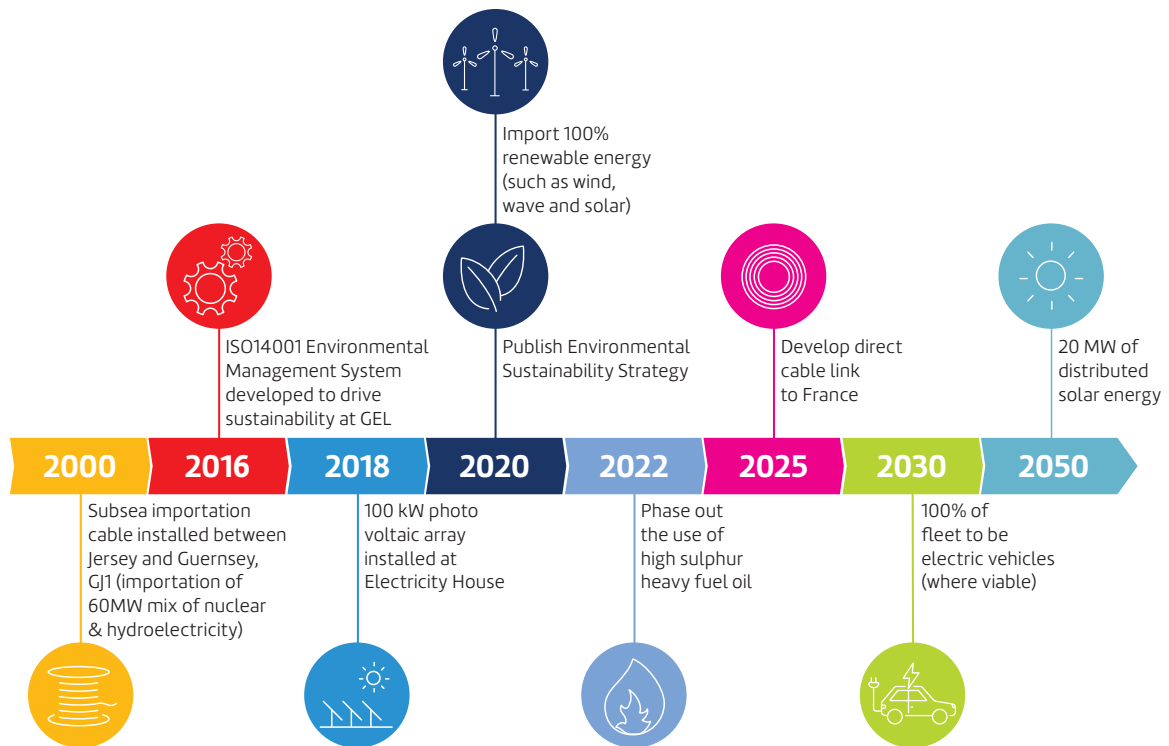 Import 100%
renewable energy
(such as wind,
wave and solar)
ISO14001 Environmental
Management System
developed to drive
sustainability at GEL
Publish Environmental
Sustainability Strategy
Develop direct
cable link
to France
20 MW of
distributed
solar energy
2000 2016 2018 2020 2022 2025 2030 2050
Subsea importation
cable installed between
Jersey and Guernsey,
GJ1 (importation of
60MW mix of nuclear
& hydroelectricity)
100 kW photo
voltaic array
installed at
Electricity House
Phase out
the use of
high sulphur
heavy fuel oil
100% of
fleet to be
electric vehicles
(where viable)